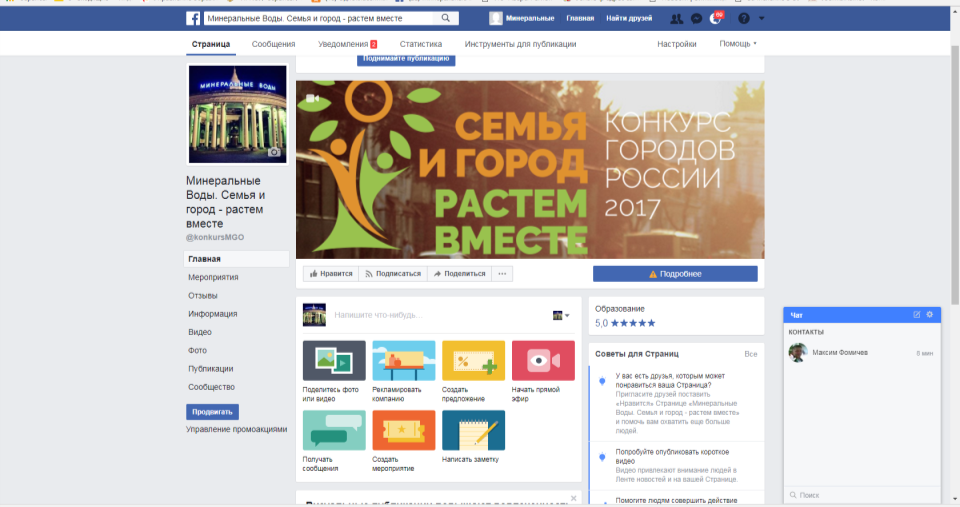 Минеральные Воды. Семья и город - растем вместе
Минеральные
Главная
Найти друзей
Страница
Сообщения
Уведомления 2
Статистика
Инструменты для публикации
Настройки
Помощь
Поднимайте публикацию
МИНЕРАЛЬНЫЕ ВОДЫ
СЕМЬЯ
И ГОРОД
РАСТЕМ
ВМЕСТЕ
КОНКУРС
ГОРОДОВ
РОССИИ
2017
Минеральные
Воды. Семья и
город - растем
вместе
@konkursMGO
Главная
Мероприятия
Отзывы
Информация
Видео
Фото
Публикации
Сообщество
Продвигать
Управление промоакциями
Нравится
Подписаться
Поделиться
Подробнее
Напишите что-нибудь...
Поделитесь фото
или видео
Рекламировать
компанию
Создать
предложение
Начать прямой
эфир
Получать
сообщения
Создать
мероприятие
Написать заметку
Образование
5,0 ★★★★★
Советы для Страниц
Все
У вас есть друзья, которым может
понравиться ваша Страница?
Пригласите друзей поставить
«Нравится» Странице «Минеральные
Воды. Семья и город - растем вместе»
и помочь вам охватить еще больше
людей.
Попробуйте опубликовать короткое
видео
Видео привлекают внимание людей в
Ленте новостей и на вашей Странице.
Помогите людям совершить действие
Чат
КОНТАКТЫ
Максим Фомичев
8 мин
Поиск